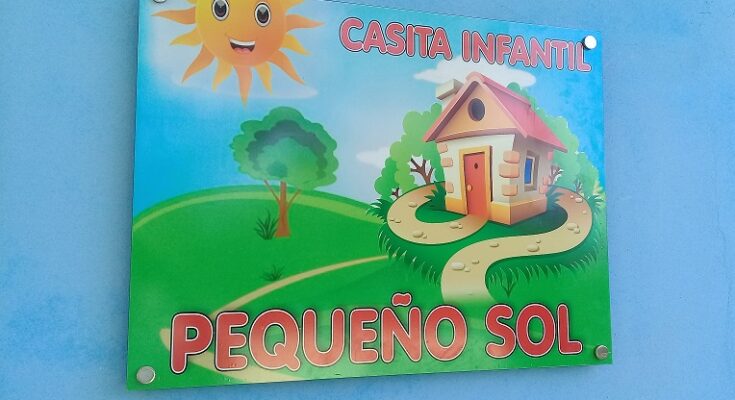 CASITA INFANTIL
PEQUEÑO SOL